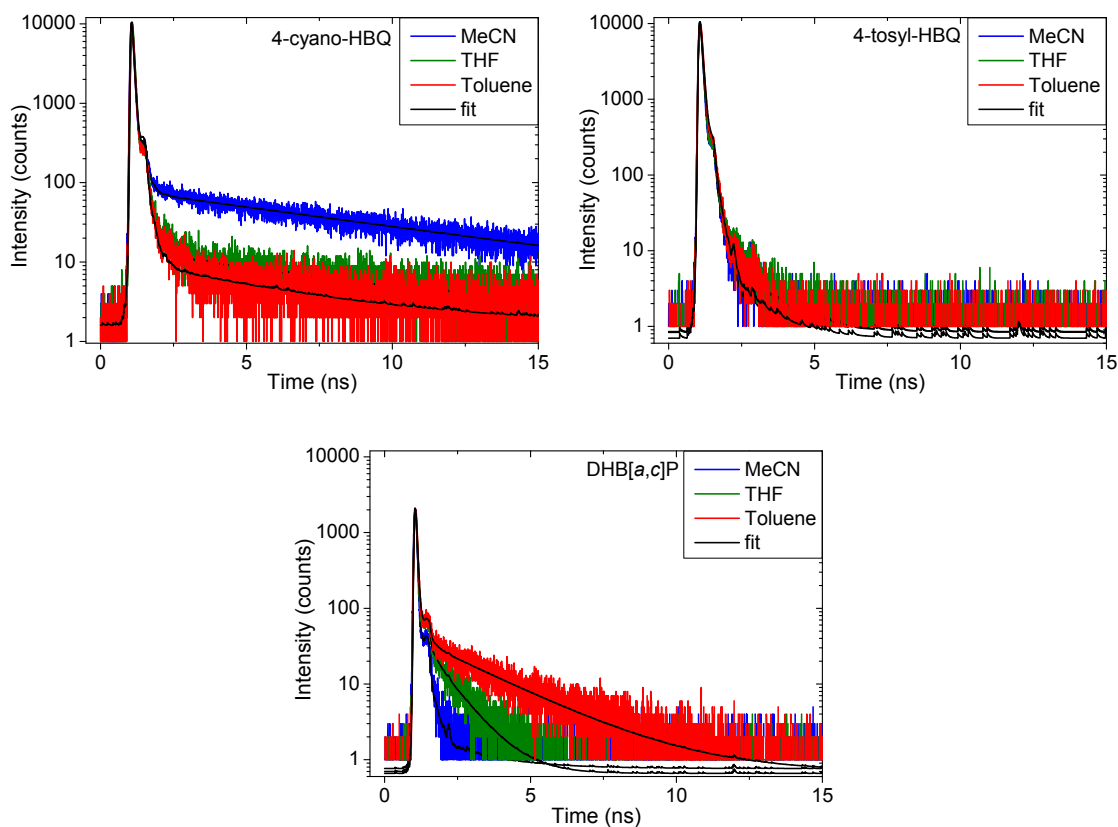 4-cyano-HBQ
MeCN
THF
Toluene
fit
10000
1000
100
10
1
Intensity (counts)
0
5
10
15
Time (ns)
4-tosyl-HBQ
MeCN
THF
Toluene
fit
10000
1000
100
10
1
Intensity (counts)
0
5
10
15
Time (ns)
DHB[a,c]P
MeCN
THF
Toluene
fit
10000
1000
100
10
1
Intensity (counts)
0
5
10
15
Time (ns)